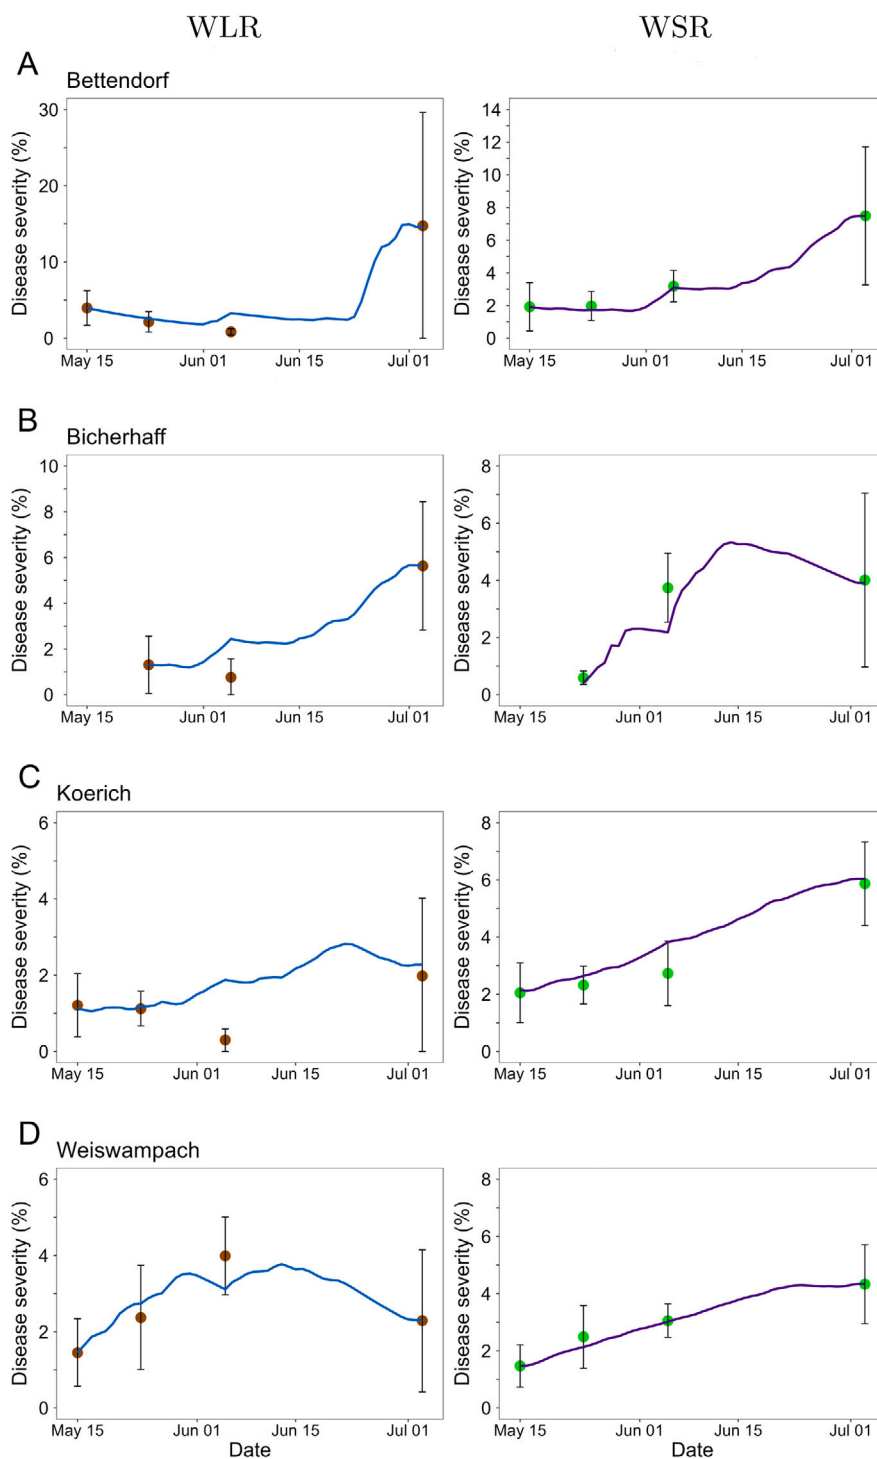 WLR WSR
A
Bettendorf
Disease severity (%)
30
20
10
0
May 15 Jun 01 Jun 15 Jul 01
Disease severity (%)
14
12
10
8
6
4
2
0
May 15 Jun 01 Jun 15 Jul 01
B
Bicherhaff
Disease severity (%)
10
8
6
4
2
0
May 15 Jun 01 Jun 15 Jul 01
Disease severity (%)
8
6
4
2
0
May 15 Jun 01 Jun 15 Jul 01
C
Koerich
Disease severity (%)
6
4
2
0
May 15 Jun 01 Jun 15 Jul 01
Disease severity (%)
8
6
4
2
0
May 15 Jun 01 Jun 15 Jul 01
D
Weiswampach
Disease severity (%)
6
4
2
0
May 15 Jun 01 Jun 15 Jul 01
Date
Disease severity (%)
8
6
4
2
0
May 15 Jun 01 Jun 15 Jul 01
Date